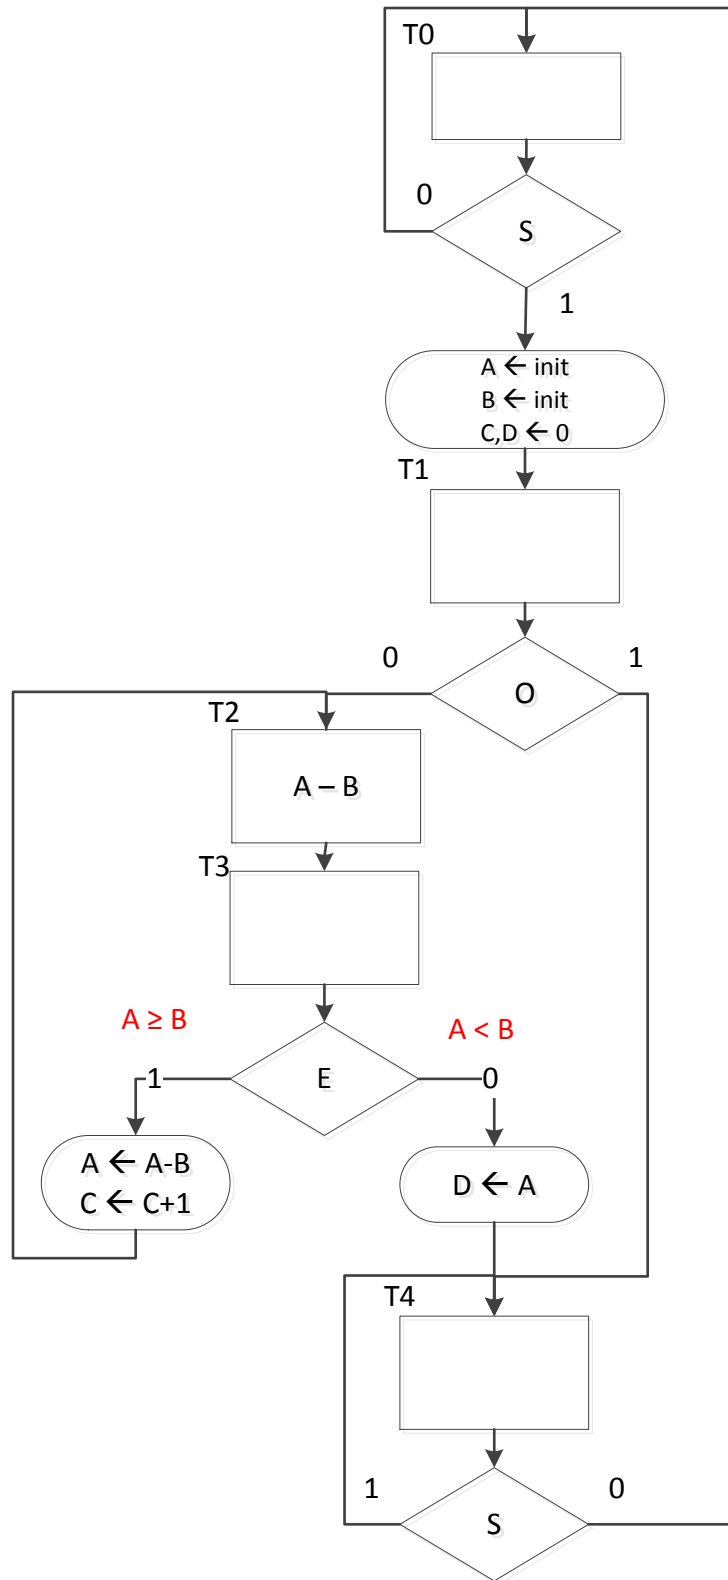 T0
0
S
1
A ← init
B ← init
C,D ← 0
T1
0
1
O
T2
A – B
T3
A ≥ B
A < B
1
E
0
A ← A-B
C ← C+1
D ← A
T4
1
0
S